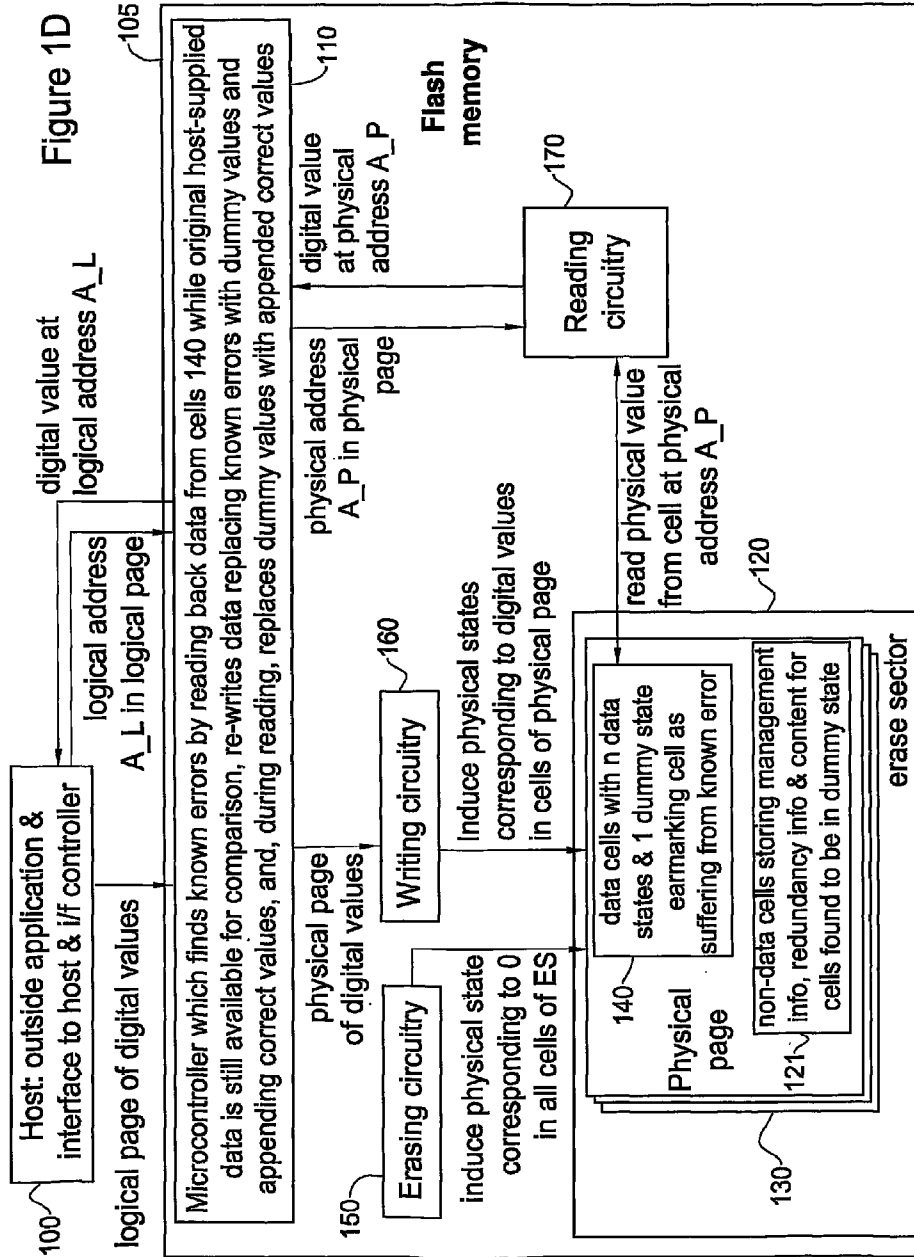 Figure 1D
100
Host: outside application &
interface to host & i/f controller
logical page of digital values
logical address
A_L in logical page
digital value at
logical address A_L
105
Microcontroller which finds known errors by reading back data from cells 140 while original host-supplied
data is still available for comparison, re-writes data replacing known errors with dummy values and
appending correct values, and, during reading, replaces dummy values with appended correct values
110
Flash
memory
physical page
of digital values
physical address
A_P in physical
page
digital value
at physical
address A_P
150
Erasing circuitry
160
Writing circuitry
170
Reading
circuitry
induce physical state
corresponding to 0
in all cells of ES
Induce physical states
corresponding to digital values
in cells of physical page
read physical value
from cell at physical
address A_P
120
130
Physical
page
140
data cells with n data
states & 1 dummy state
earmarking cell as
suffering from known error
121
non-data cells storing management
info, redundancy info & content for
cells found to be in dummy state
erase sector